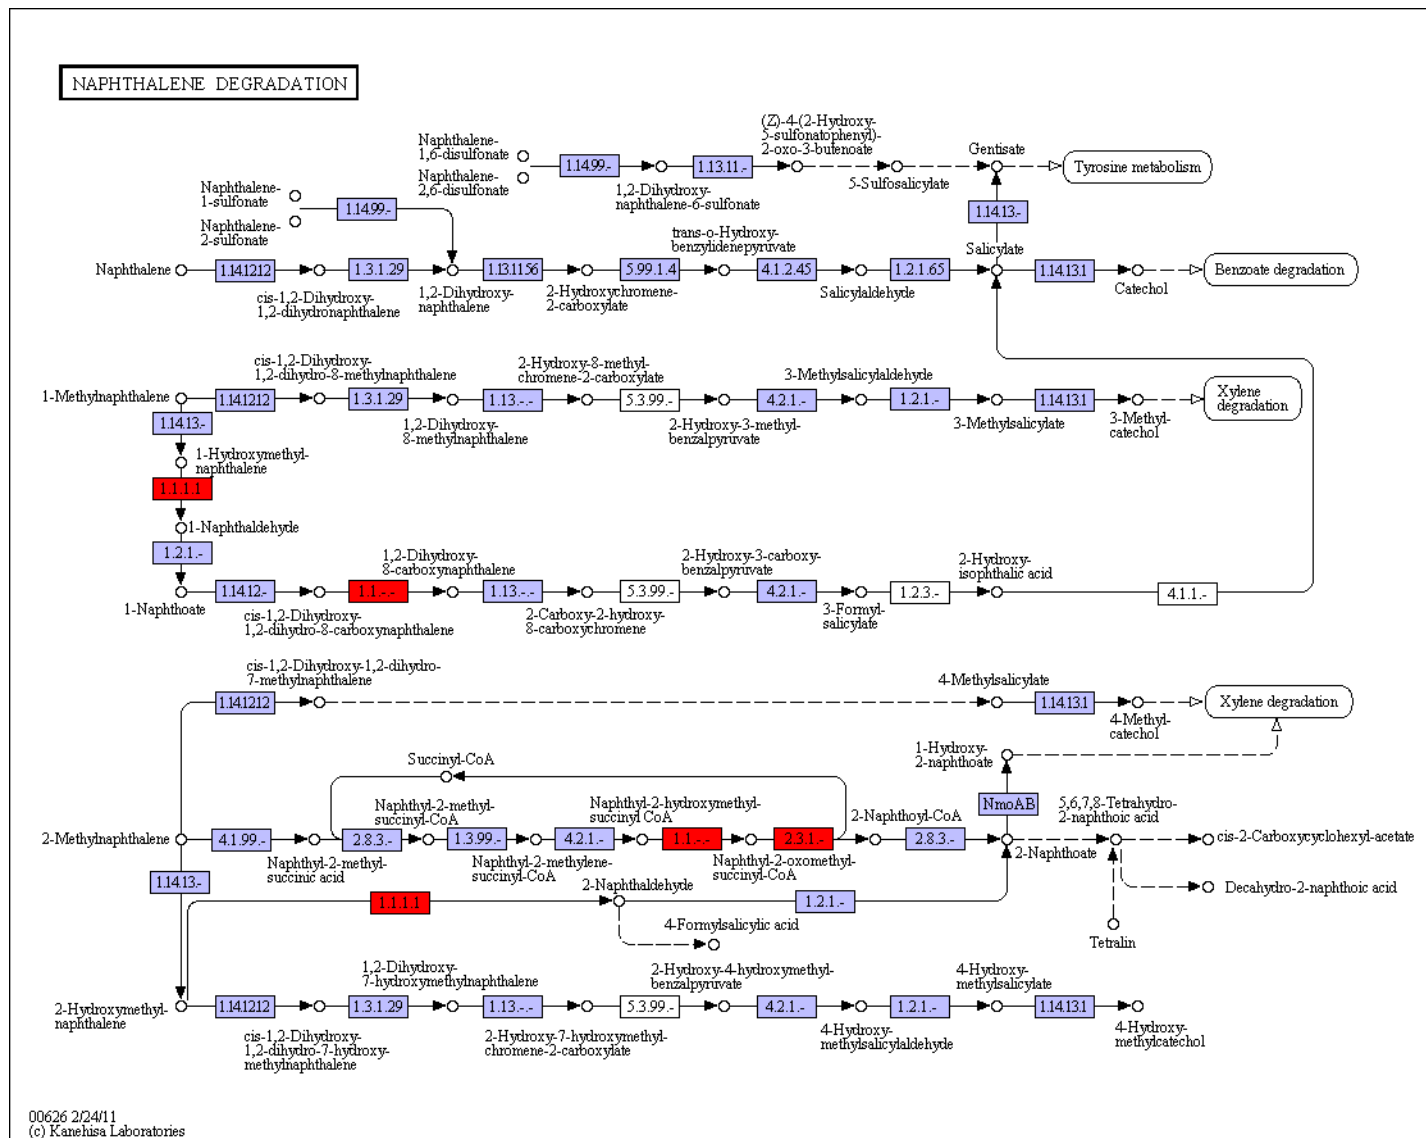 NAPHTHALENE DEGRADATION
Naphthalene-
1,6-disulfonate
Naphthalene-
2,6-disulfonate
1.14.99.-
1.13.11.-
1,2-Dihydroxy-
naphthalene-6-sulfonate
(Z)-4-(2-Hydroxy-
5-sulfonatophenyl)-
2-oxo-3-butenoate
5-Sulfosalicylate
Gentisate
Tyrosine metabolism
Naphthalene-
1-sulfonate
Naphthalene-
2-sulfonate
1.14.99.-
1.14.13.-
trans-o-Hydroxy-
benzylidenepyruvate
Salicylate
Naphthalene
1.14.12.12
1.3.1.29
1.13.11.56
5.99.1.4
4.1.2.45
1.2.1.65
1.14.13.1
Benzoate degradation
cis-1,2-Dihydroxy-
1,2-dihydronaphthalene
1,2-Dihydroxy-
naphthalene
2-Hydroxychromene-
2-carboxylate
Salicylaldehyde
Catechol
cis-1,2-Dihydroxy-
1,2-dihydro-8-methylnaphthalene
2-Hydroxy-8-methyl-
chromene-2-carboxylate
3-Methylsalicylaldehyde
1-Methylnaphthalene
1.14.12.12
1.3.1.29
1.13.-.-
5.3.99.-
4.2.1.-
1.2.1.-
1.14.13.1
Xylene
degradation
1.14.13.-
1,2-Dihydroxy-
8-methylnaphthalene
2-Hydroxy-3-methyl-
benzalpyruvate
3-Methylsalicylate
3-Methyl-
catechol
1-Hydroxymethyl-
naphthalene
1.1.1.1
1-Naphthaldehyde
1.2.1.-
1,2-Dihydroxy-
8-carboxynaphthalene
2-Hydroxy-3-carboxy-
benzalpyruvate
2-Hydroxy-
isophthalic acid
1.14.12.-
1.1.-.-
1.13.-.-
5.3.99.-
4.2.1.-
1.2.3.-
4.1.1.-
1-Naphthoate
cis-1,2-Dihydroxy-
1,2-dihydro-8-carboxynaphthalene
2-Carboxy-2-hydroxy-
8-carboxychromene
3-Formyl-
salicylate
cis-1,2-Dihydroxy-1,2-dihydro-
7-methylnaphthalene
4-Methylsalicylate
1.14.12.12
1.14.13.1
Xylene degradation
4-Methyl-
catechol
Succinyl-CoA
1-Hydroxy-
2-naphthoate
Naphthyl-2-methyl-
succinyl-CoA
Naphthyl-2-hydroxymethyl-
succinyl CoA
2-Naphthoyl-CoA
NmoAB
5,6,7,8-Tetrahydro-
2-naphthoic acid
2-Methylnaphthalene
4.1.99.-
2.8.3.-
1.3.99.-
4.2.1.-
1.1.-.-
2.3.1.-
2.8.3.-
cis-2-Carboxycyclohexyl-acetate
Naphthyl-2-methyl-
succinic acid
Naphthyl-2-methylene-
succinyl-CoA
Naphthyl-2-oxomethyl-
succinyl-CoA
2-Naphthoate
1.14.13.-
2-Naphthaldehyde
Decahydro-2-naphthoic acid
1.1.1.1
1.2.1.-
4-Formylsalicylic acid
Tetralin
1,2-Dihydroxy-
7-hydroxymethylnaphthalene
2-Hydroxy-4-hydroxymethyl-
benzalpyruvate
4-Hydroxy-
methylsalicylate
2-Hydroxymethyl-
naphthalene
1.14.12.12
1.3.1.29
1.13.-.-
5.3.99.-
4.2.1.-
1.2.1.-
1.14.13.1
cis-1,2-Dihydroxy-
1,2-dihydro-7-hydroxy-
methylnaphthalene
2-Hydroxy-7-hydroxymethyl-
chromene-2-carboxylate
4-Hydroxy-
methylsalicylaldehyde
4-Hydroxy-
methylcatechol
00626 2/24/11
(c) Kanehisa Laboratories